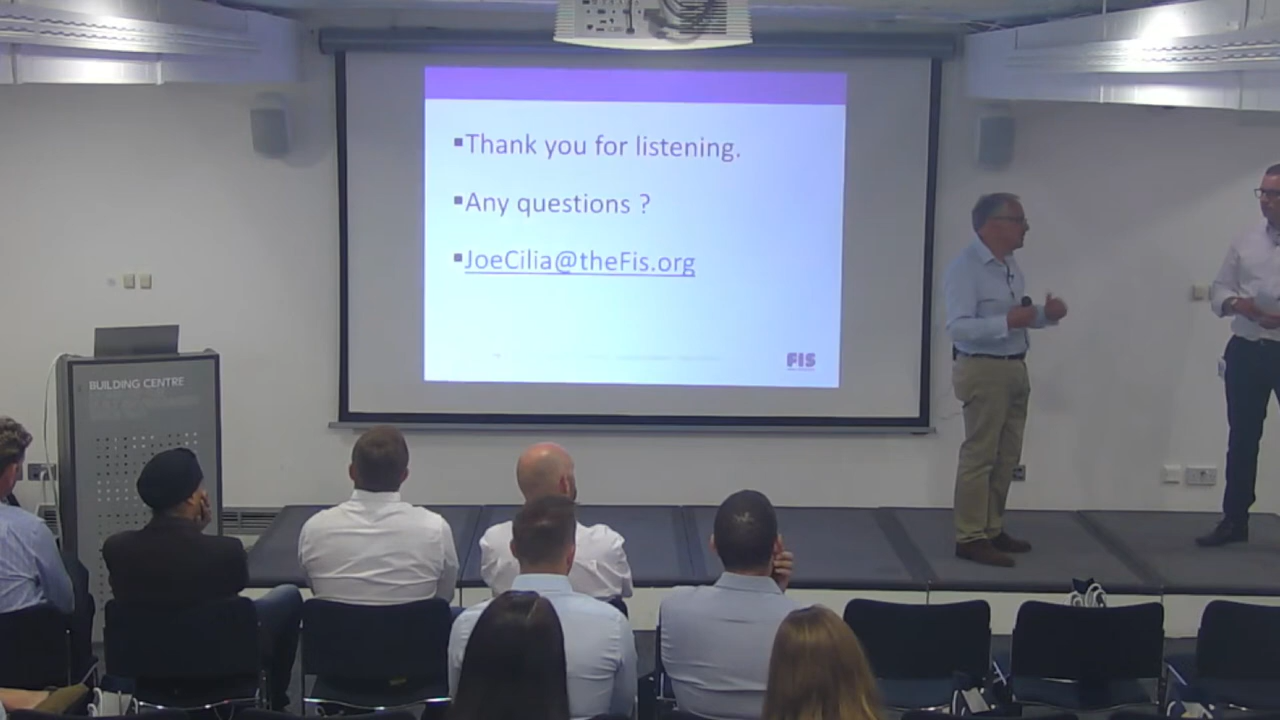 ▪Thank you for listening.
▪Any questions ?
▪JoeCilia@theFis.org
FIS
BUILDING CENTRE